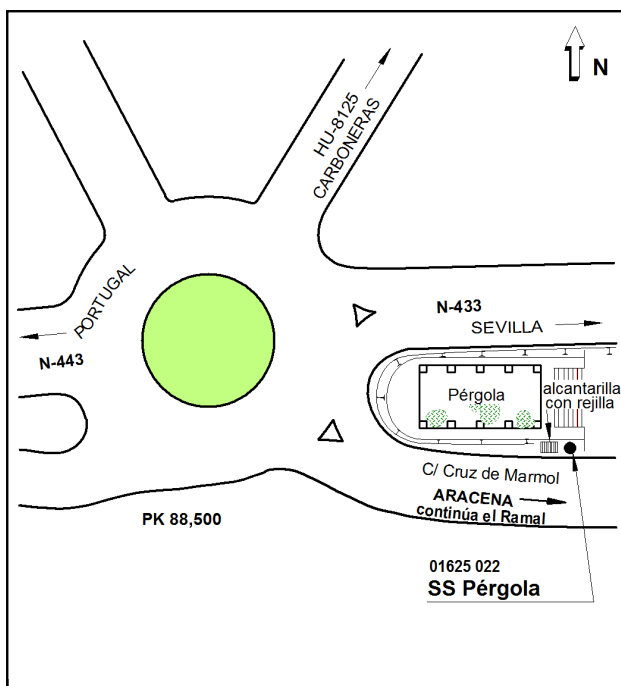 N
HU-8125
CARBONERAS
PORTUGAL
N-443
N-433
SEVILLA
Pérgola
alcantarilla
con rejilla
C/ Cruz de Marmol
ARACENA
continúa el Ramal
PK 88,500
01625 022
SS Pérgola